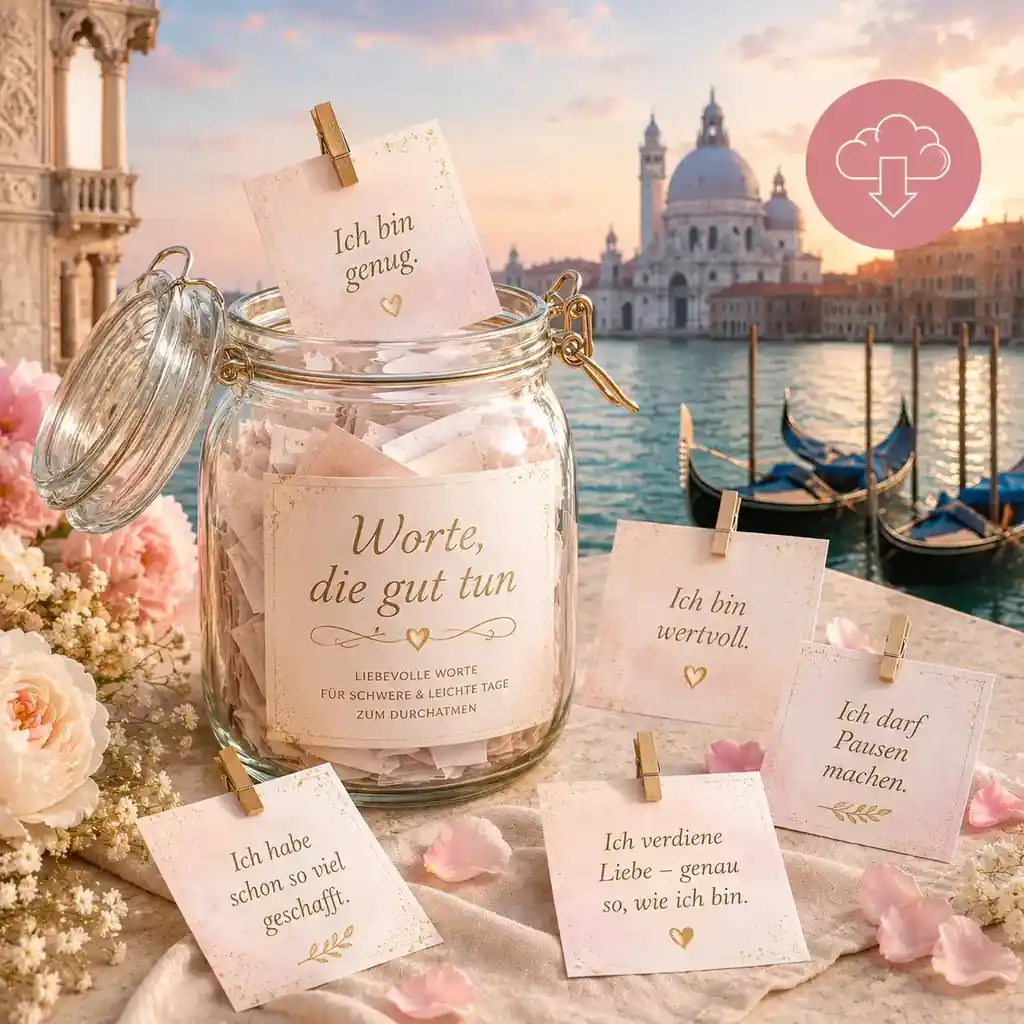 Ich bin
genug.
Worte,
die gut tun
LIEBEVOLLE WORTE
FÜR SCHWERE & LEICHTE TAGE
ZUM DURCHATMEN
Ich bin
wertvoll.
Ich darf
Pausen
machen.
Ich habe
schon so viel
geschafft.
Ich verdiene
Liebe – genau
so, wie ich bin.